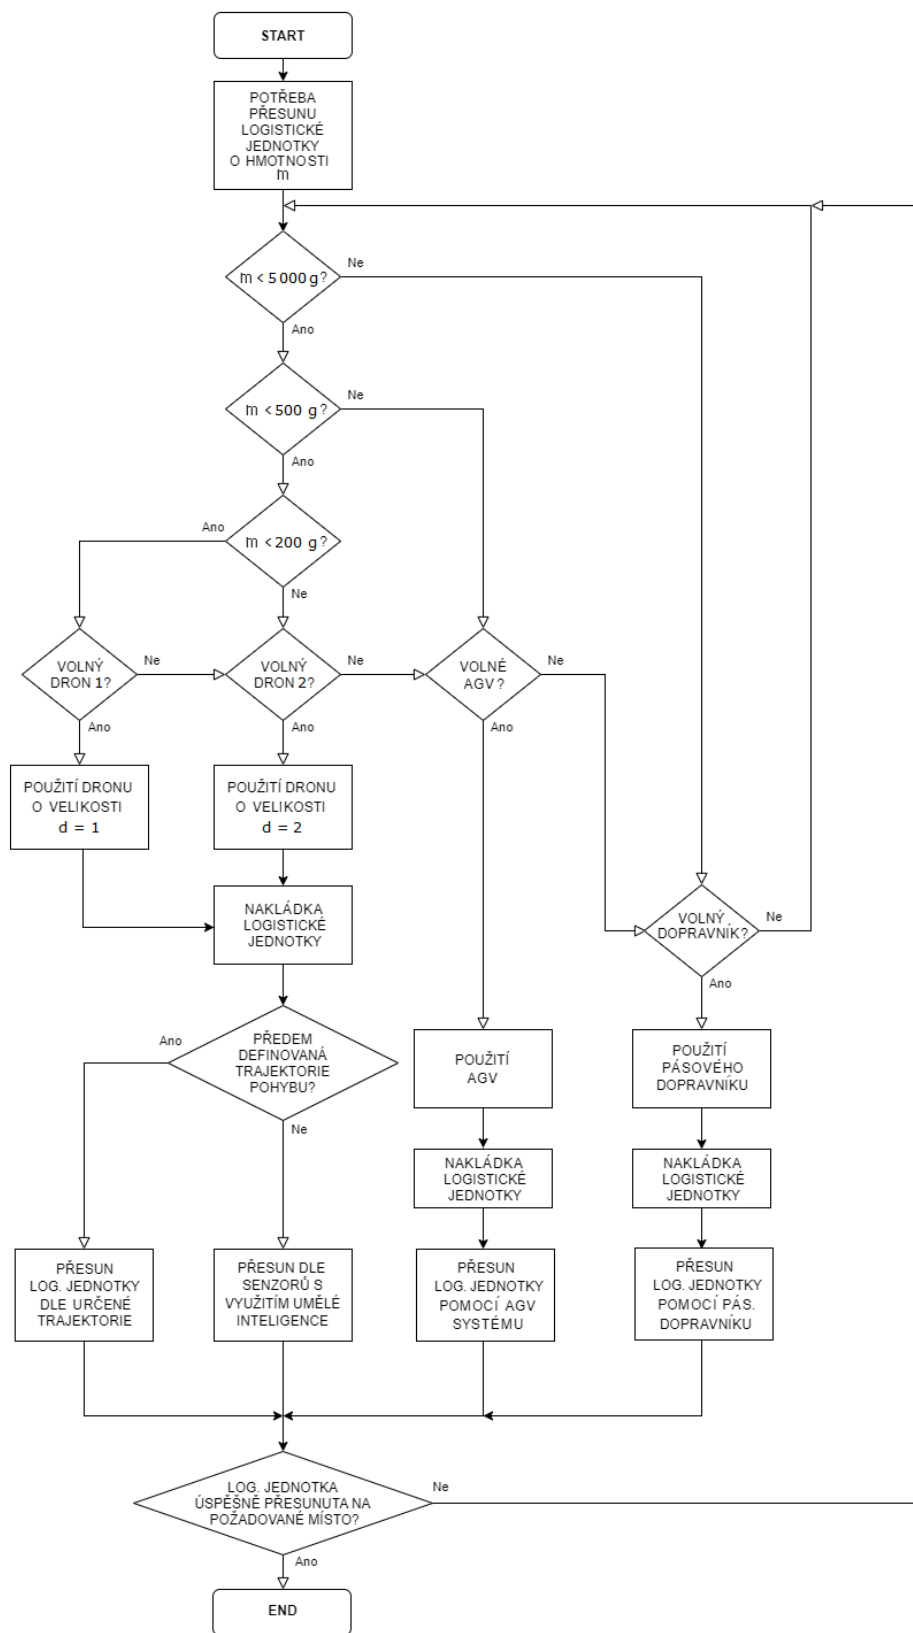 START
POTŘEBA
PŘESUNU
LOGISTICKÉ
JEDNOTKY
O HMOTNOSTI
m
m < 5 000 g?
Ne
Ano
m < 500 g?
Ne
Ano
m < 200 g?
Ano
Ne
VOLNÝ
DRON 1?
Ne
Ano
VOLNÝ
DRON 2?
Ne
Ano
VOLNÉ
AGV ?
Ne
Ano
POUŽITÍ DRONU
O VELIKOSTI
d = 1
POUŽITÍ DRONU
O VELIKOSTI
d = 2
NAKLÁDKA
LOGISTICKÉ
JEDNOTKY
VOLNÝ
DOPRAVNÍK?
Ne
Ano
PŘEDEM
DEFINOVANÁ
TRAJEKTORIE
POHYBU?
Ano
Ne
POUŽITÍ
AGV
POUŽITÍ
PÁSOVÉHO
DOPRAVNÍKU
NAKLÁDKA
LOGISTICKÉ
JEDNOTKY
NAKLÁDKA
LOGISTICKÉ
JEDNOTKY
PŘESUN
LOG. JEDNOTKY
DLE URČENÉ
TRAJEKTORIE
PŘESUN DLE
SENZORŮ S
VYUŽITÍM UMĚLÉ
INTELIGENCE
PŘESUN
LOG. JEDNOTKY
POMOCÍ AGV
SYSTÉMU
PŘESUN
LOG. JEDNOTKY
POMOCÍ PÁS.
DOPRAVNÍKU
LOG. JEDNOTKA
ÚSPĚŠNĚ PŘESUNUTA NA
POŽADOVANÉ MÍSTO?
Ne
Ano
END